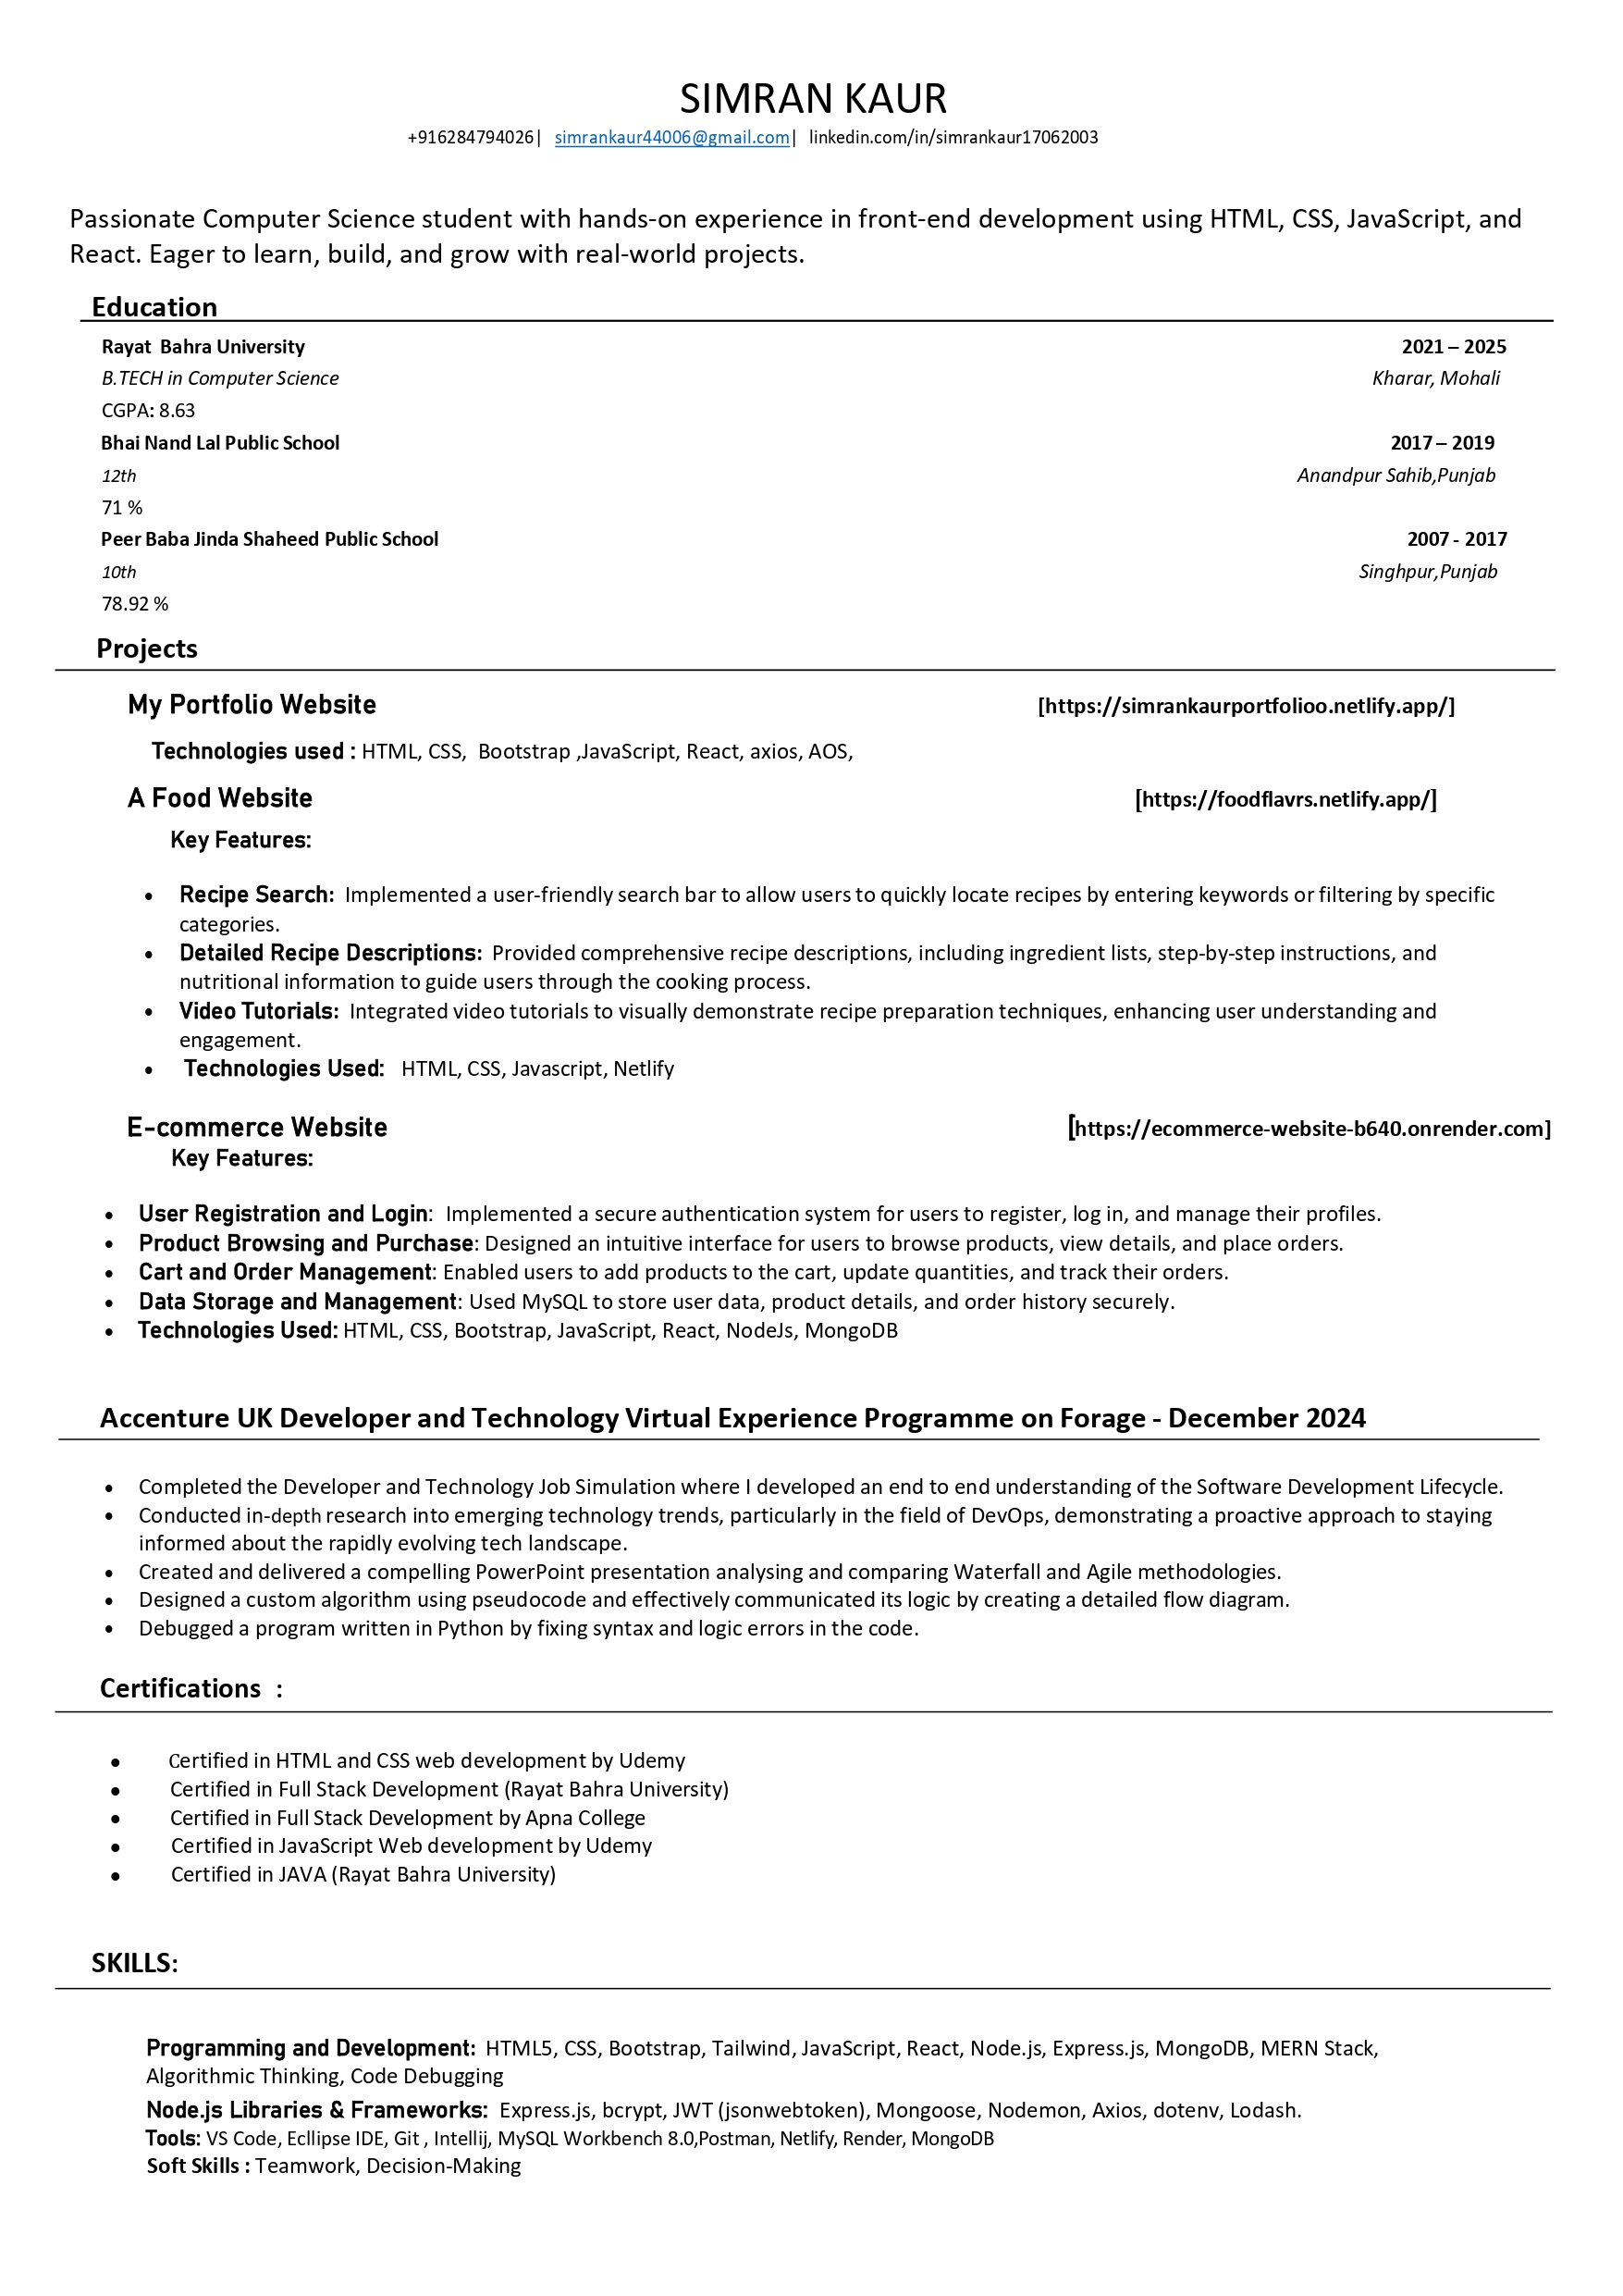 SIMRAN KAUR
+916284794026| simrankaur44006@gmail.com| linkedin.com/in/simrankaur17062003
Passionate Computer Science student with hands-on experience in front-end development using HTML, CSS, JavaScript, and
React. Eager to learn, build, and grow with real-world projects.
Education
Rayat Bahra University 2021 – 2025
B.TECH in Computer Science Kharar, Mohali
CGPA: 8.63
Bhai Nand Lal Public School 2017 – 2019
12th Anandpur Sahib,Punjab
71 %
Peer Baba Jinda Shaheed Public School 2007 - 2017
10th Singhpur,Punjab
78.92 %
Projects
My Portfolio Website [https://simrankaurportfolioo.netlify.app/]
Technologies used : HTML, CSS, Bootstrap ,JavaScript, React, axios, AOS,
A Food Website [https://foodflavrs.netlify.app/]
Key Features:
• Recipe Search: Implemented a user-friendly search bar to allow users to quickly locate recipes by entering keywords or filtering by specific
categories.
• Detailed Recipe Descriptions: Provided comprehensive recipe descriptions, including ingredient lists, step-by-step instructions, and
nutritional information to guide users through the cooking process.
• Video Tutorials: Integrated video tutorials to visually demonstrate recipe preparation techniques, enhancing user understanding and
engagement.
• Technologies Used: HTML, CSS, Javascript, Netlify
E-commerce Website [https://ecommerce-website-b640.onrender.com]
Key Features:
• User Registration and Login: Implemented a secure authentication system for users to register, log in, and manage their profiles.
• Product Browsing and Purchase: Designed an intuitive interface for users to browse products, view details, and place orders.
• Cart and Order Management: Enabled users to add products to the cart, update quantities, and track their orders.
• Data Storage and Management: Used MySQL to store user data, product details, and order history securely.
• Technologies Used: HTML, CSS, Bootstrap, JavaScript, React, NodeJs, MongoDB
Accenture UK Developer and Technology Virtual Experience Programme on Forage - December 2024
• Completed the Developer and Technology Job Simulation where I developed an end to end understanding of the Software Development Lifecycle.
• Conducted in-depth research into emerging technology trends, particularly in the field of DevOps, demonstrating a proactive approach to staying
informed about the rapidly evolving tech landscape.
• Created and delivered a compelling PowerPoint presentation analysing and comparing Waterfall and Agile methodologies.
• Designed a custom algorithm using pseudocode and effectively communicated its logic by creating a detailed flow diagram.
• Debugged a program written in Python by fixing syntax and logic errors in the code.
Certifications :
• Certified in HTML and CSS web development by Udemy
• Certified in Full Stack Development (Rayat Bahra University)
• Certified in Full Stack Development by Apna College
• Certified in JavaScript Web development by Udemy
• Certified in JAVA (Rayat Bahra University)
SKILLS:
Programming and Development: HTML5, CSS, Bootstrap, Tailwind, JavaScript, React, Node.js, Express.js, MongoDB, MERN Stack,
Algorithmic Thinking, Code Debugging
Node.js Libraries & Frameworks: Express.js, bcrypt, JWT (jsonwebtoken), Mongoose, Nodemon, Axios, dotenv, Lodash.
Tools: VS Code, Ecllipse IDE, Git , Intellij, MySQL Workbench 8.0,Postman, Netlify, Render, MongoDB
Soft Skills : Teamwork, Decision-Making